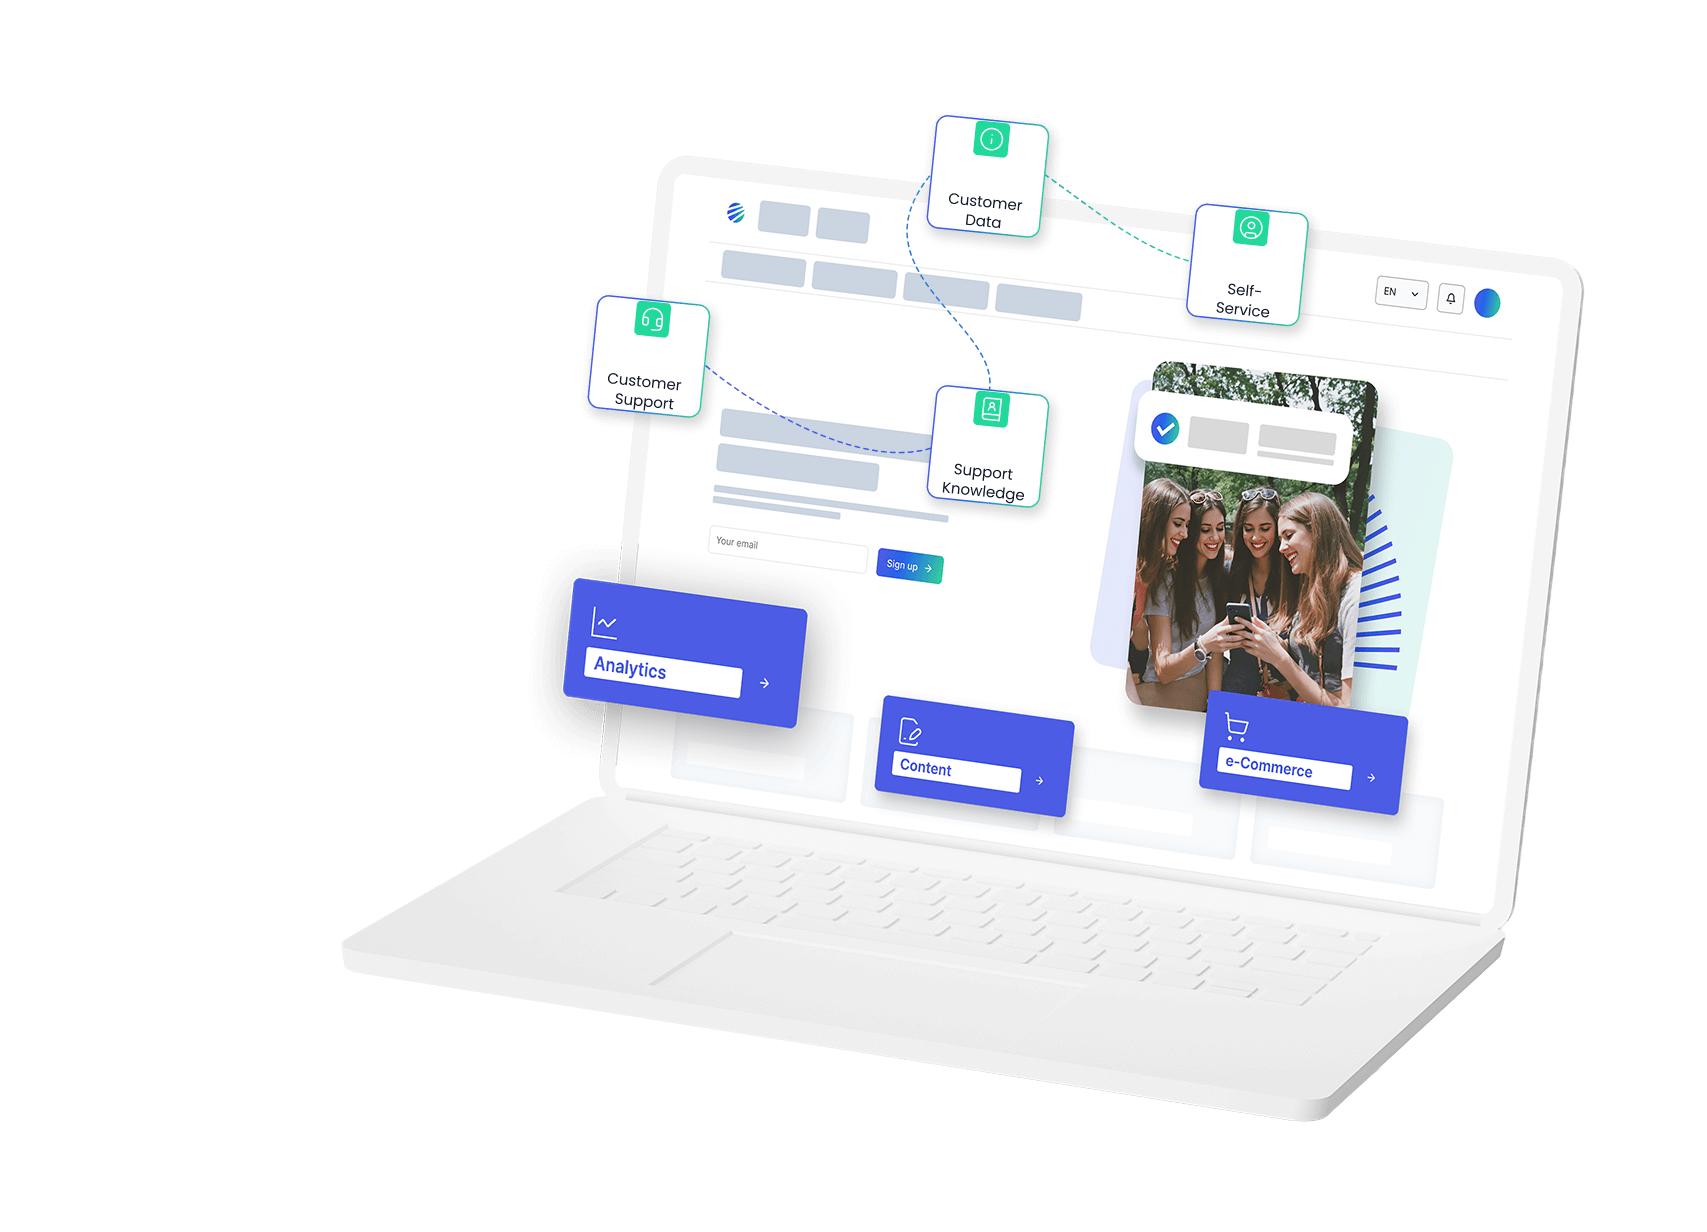 Customer
Data
Self-
Service
EN
Customer
Support
Support
Knowledge
Your email
Sign up
Analytics
Content
e-Commerce